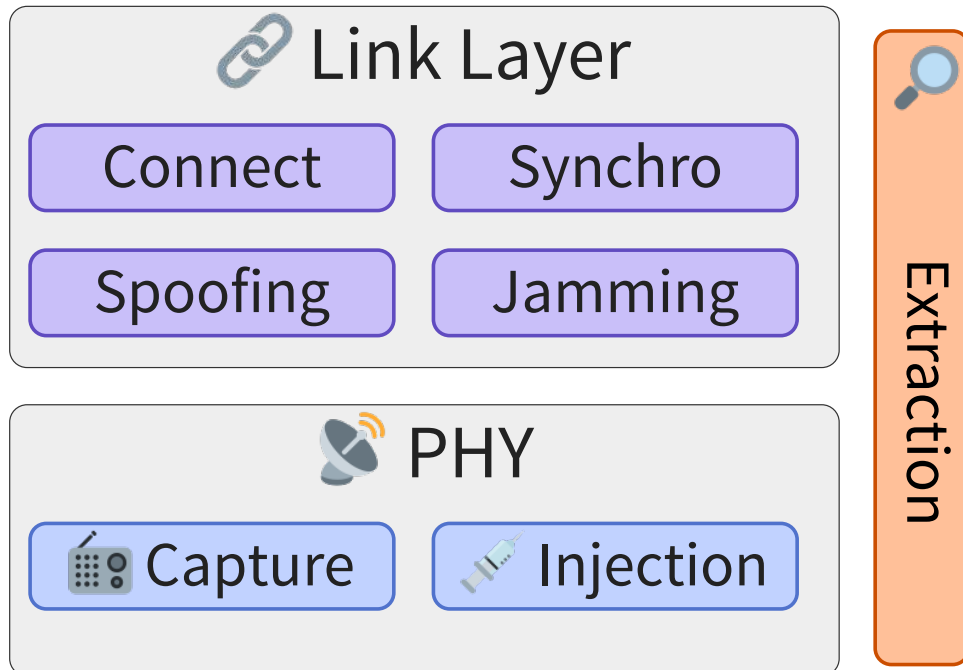 Link Layer
Connect
Synchro
Spoofing
Jamming
PHY
Capture
Injection
Extraction